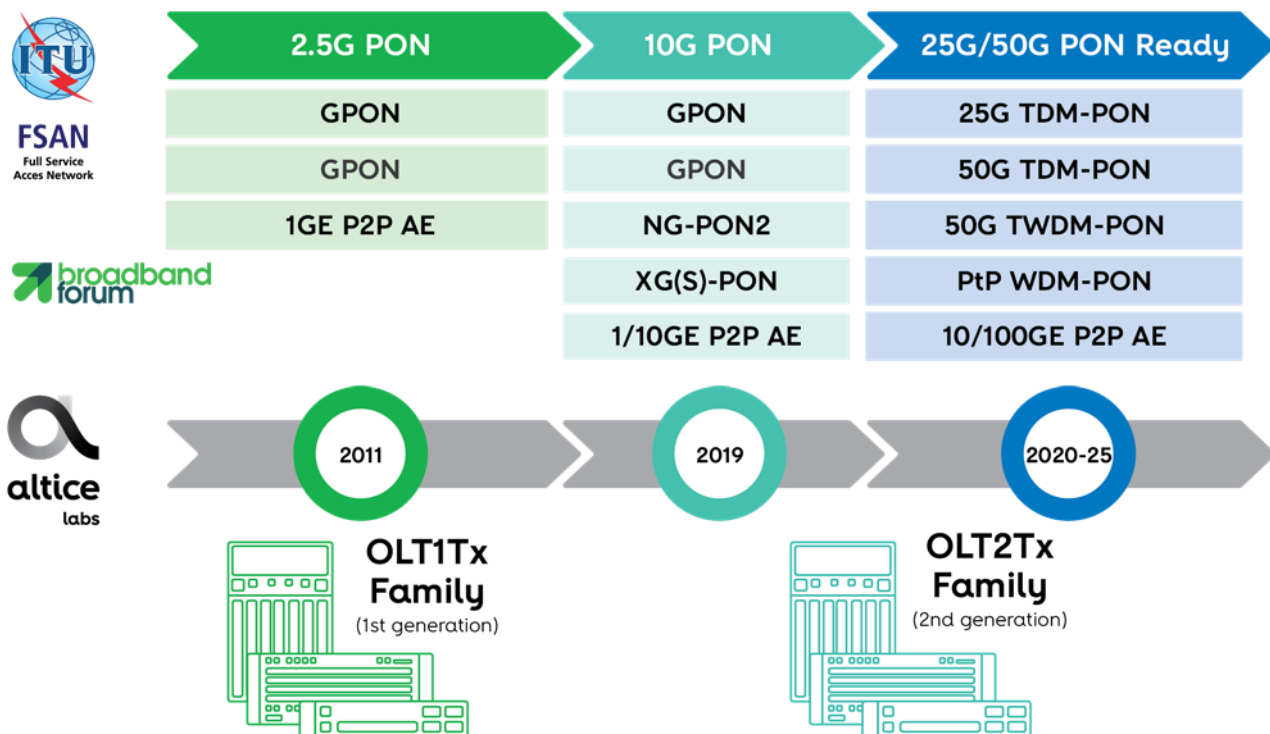 ITU
FSAN
Full Service
Acces Network
broadband
forum
2.5G PON
GPON
GPON
1GE P2P AE
10G PON
GPON
GPON
NG-PON2
XG(S)-PON
1/10GE P2P AE
25G/50G PON Ready
25G TDM-PON
50G TDM-PON
50G TWDM-PON
PtP WDM-PON
10/100GE P2P AE
altice
labs
2011
2019
2020-25
OLT1Tx
Family
(1st generation)
OLT2Tx
Family
(2nd generation)